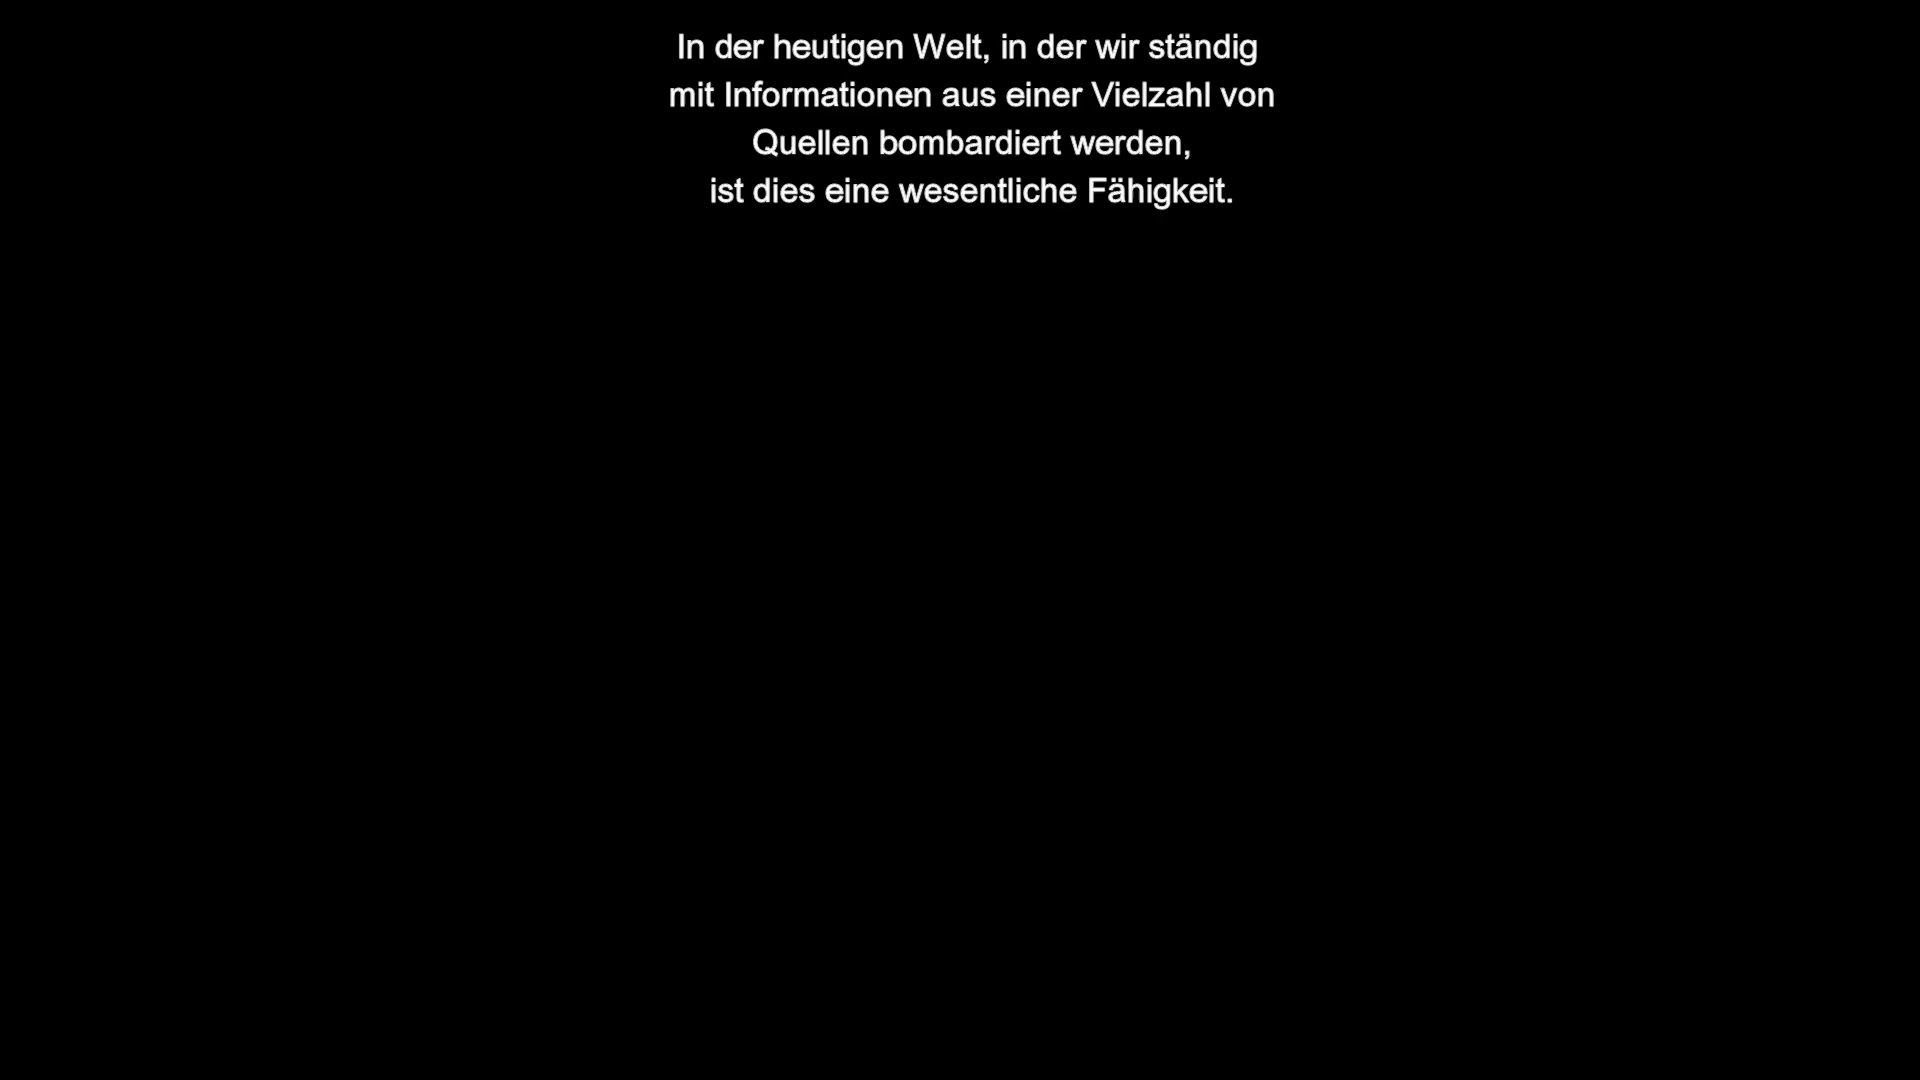 In der heutigen Welt, in der wir ständig
mit Informationen aus einer Vielzahl von
Quellen bombardiert werden,
ist dies eine wesentliche Fähigkeit.